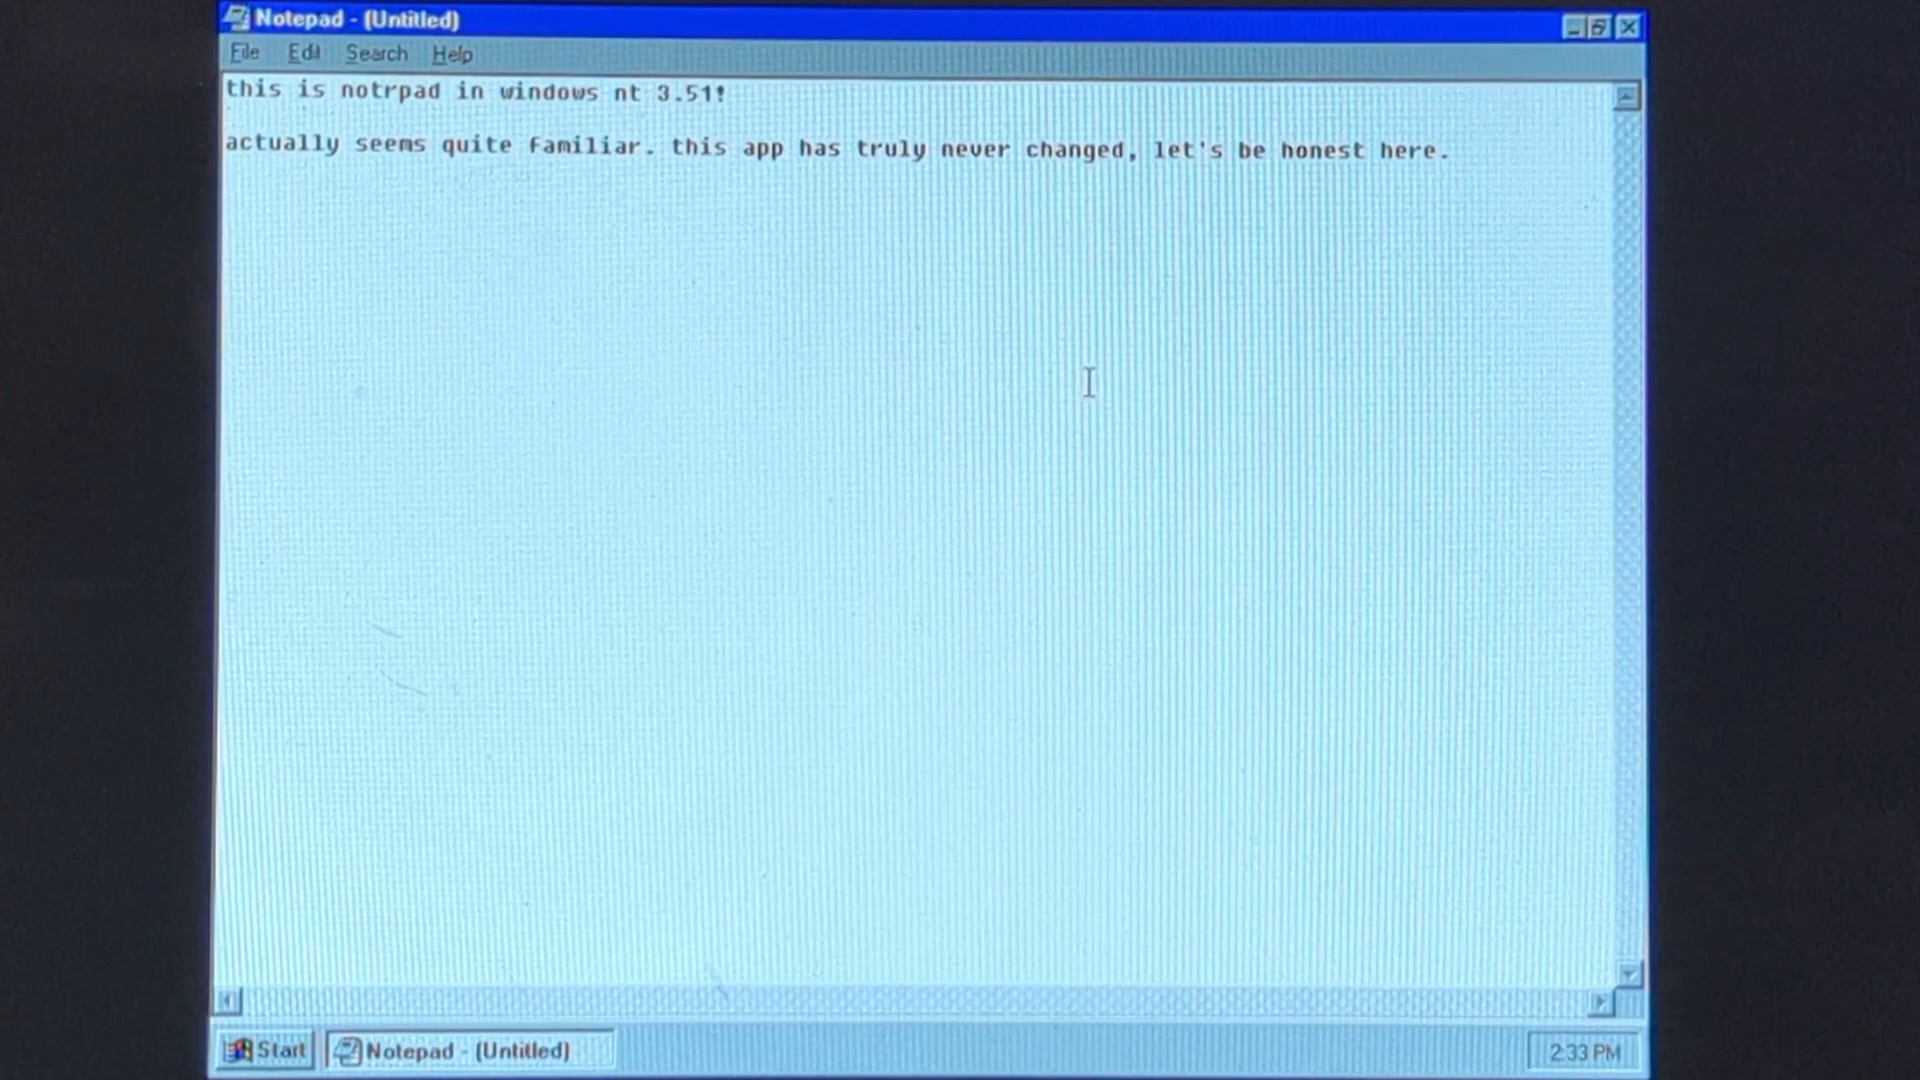 Notepad - (Untitled)
File Edit Search Help
this is notrpad in windows nt 3.51!
actually seems quite familiar. this app has truly never changed, let's be honest here.
Start Notepad - (Untitled) 2:33 PM